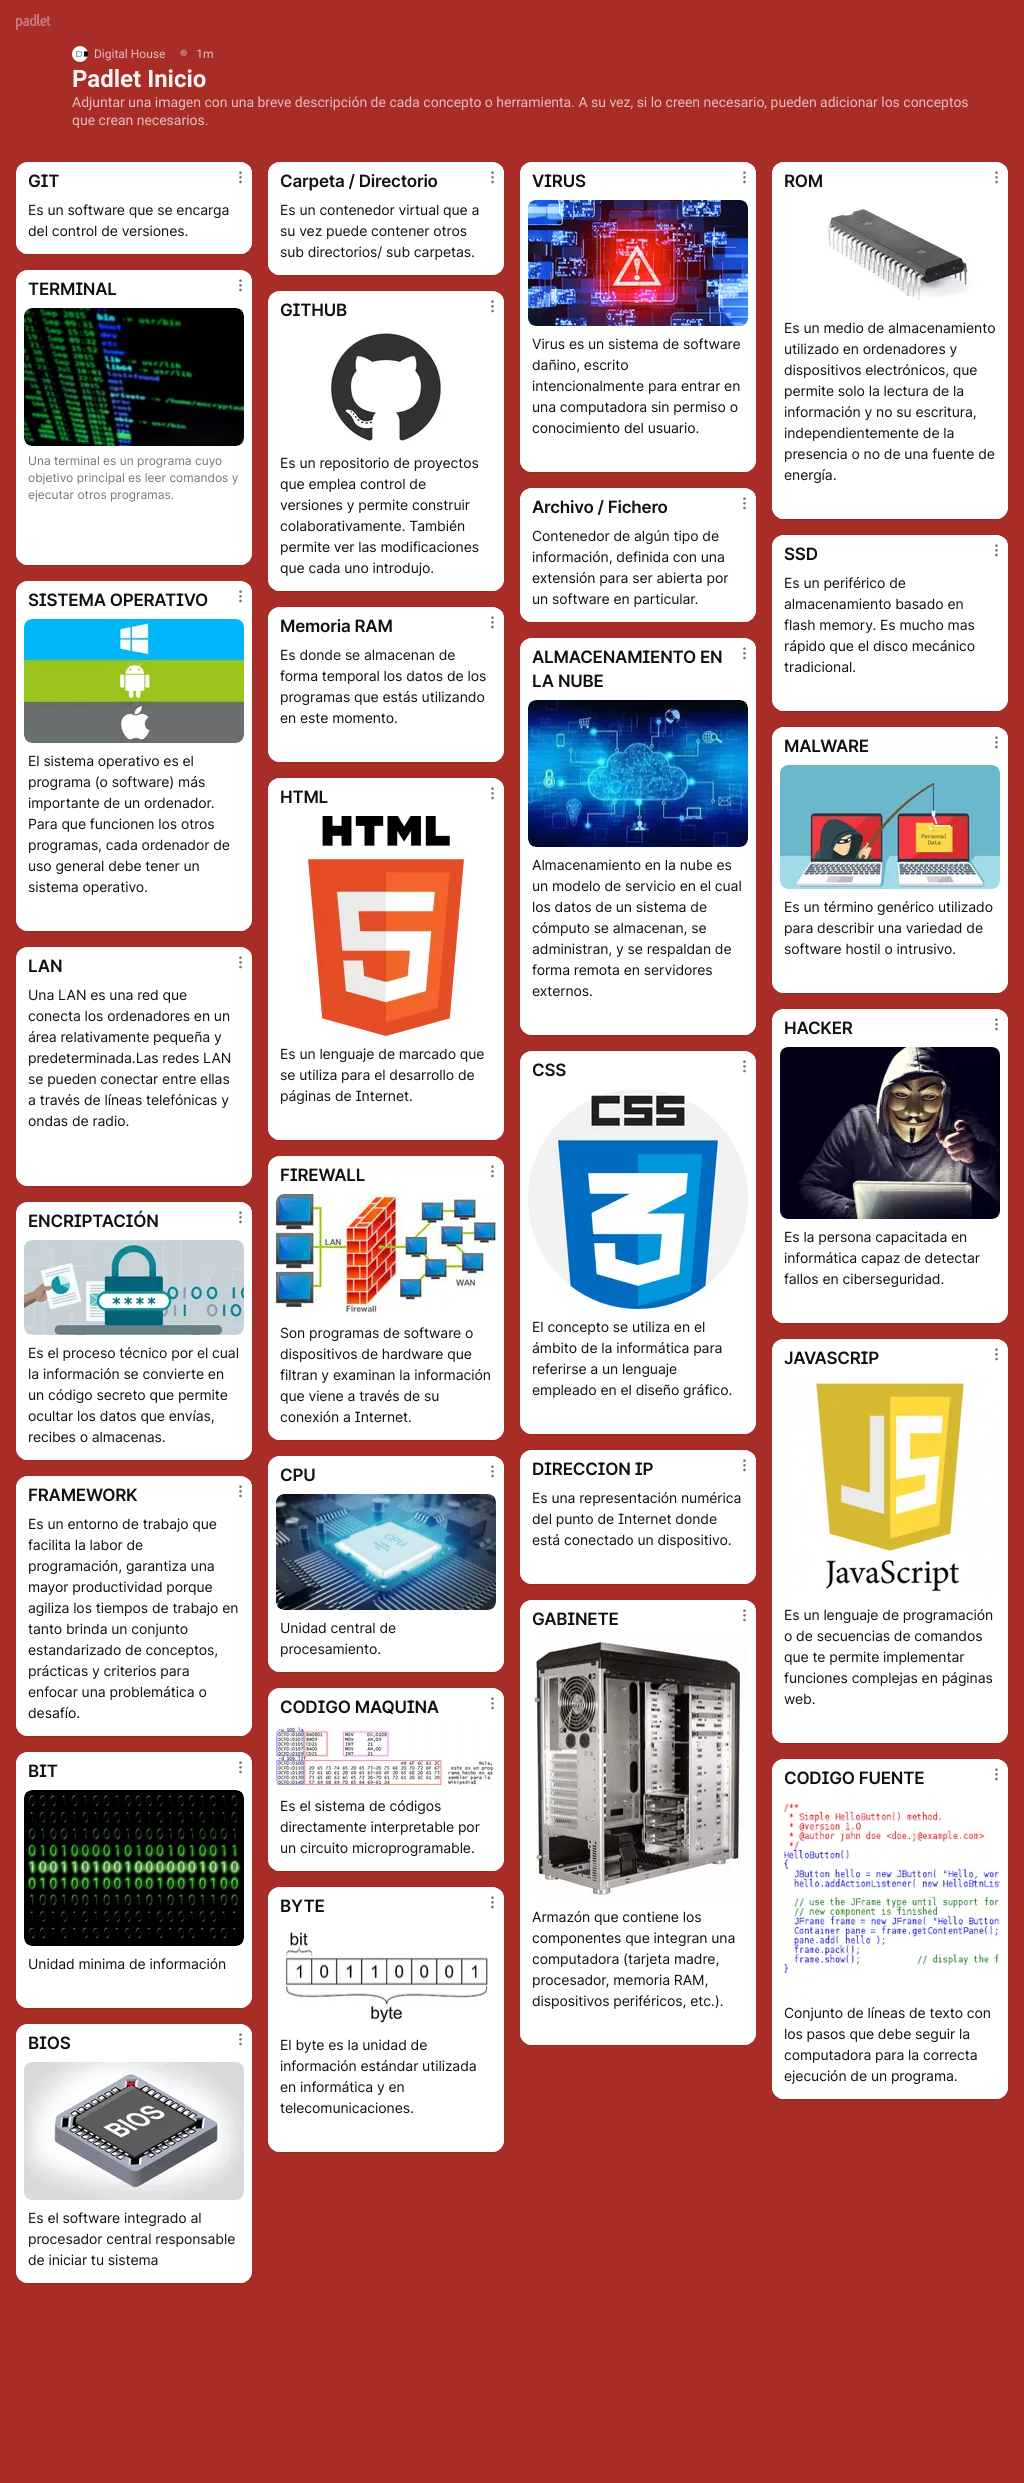 padlet
Digital House
1m
Padlet Inicio
Adjuntar una imagen con una breve descripción de cada concepto o herramienta. A su vez, si lo creen necesario, pueden adicionar los conceptos
que crean necesarios.
GIT
Es un software que se encarga
del control de versiones.
TERMINAL
Una terminal es un programa cuyo
objetivo principal es leer comandos y
ejecutar otros programas.
SISTEMA OPERATIVO
El sistema operativo es el
programa (o software) más
importante de un ordenador.
Para que funcionen los otros
programas, cada ordenador de
uso general debe tener un
sistema operativo.
LAN
Una LAN es una red que
conecta los ordenadores en un
área relativamente pequeña y
predeterminada.Las redes LAN
se pueden conectar entre ellas
a través de líneas telefónicas y
ondas de radio.
ENCRIPTACIÓN
****
Es el proceso técnico por el cual
la información se convierte en
un código secreto que permite
ocultar los datos que envías,
recibes o almacenas.
FRAMEWORK
Es un entorno de trabajo que
facilita la labor de
programación, garantiza una
mayor productividad porque
agiliza los tiempos de trabajo en
tanto brinda un conjunto
estandarizado de conceptos,
prácticas y criterios para
enfocar una problemática o
desafío.
BIT
Unidad minima de información
BIOS
BIOS
Es el software integrado al
procesador central responsable
de iniciar tu sistema
Carpeta / Directorio
Es un contenedor virtual que a
su vez puede contener otros
sub directorios/ sub carpetas.
GITHUB
Es un repositorio de proyectos
que emplea control de
versiones y permite construir
colaborativamente. También
permite ver las modificaciones
que cada uno introdujo.
Memoria RAM
Es donde se almacenan de
forma temporal los datos de los
programas que estás utilizando
en este momento.
HTML
HTML
5
Es un lenguaje de marcado que
se utiliza para el desarrollo de
páginas de Internet.
FIREWALL
LAN
WAN
Firewall
Son programas de software o
dispositivos de hardware que
filtran y examinan la información
que viene a través de su
conexión a Internet.
CPU
CPU
Unidad central de
procesamiento.
CODIGO MAQUINA
Es el sistema de códigos
directamente interpretable por
un circuito microprogramable.
BYTE
bit
1 0 1 1 0 0 0 1
byte
El byte es la unidad de
información estándar utilizada
en informática y en
telecomunicaciones.
VIRUS
Virus es un sistema de software
dañino, escrito
intencionalmente para entrar en
una computadora sin permiso o
conocimiento del usuario.
Archivo / Fichero
Contenedor de algún tipo de
información, definida con una
extensión para ser abierta por
un software en particular.
ALMACENAMIENTO EN
LA NUBE
Almacenamiento en la nube es
un modelo de servicio en el cual
los datos de un sistema de
cómputo se almacenan, se
administran, y se respaldan de
forma remota en servidores
externos.
CSS
CSS
3
El concepto se utiliza en el
ámbito de la informática para
referirse a un lenguaje
empleado en el diseño gráfico.
DIRECCION IP
Es una representación numérica
del punto de Internet donde
está conectado un dispositivo.
GABINETE
Armazón que contiene los
componentes que integran una
computadora (tarjeta madre,
procesador, memoria RAM,
dispositivos periféricos, etc.).
ROM
Es un medio de almacenamiento
utilizado en ordenadores y
dispositivos electrónicos, que
permite solo la lectura de la
información y no su escritura,
independientemente de la
presencia o no de una fuente de
energía.
SSD
Es un periférico de
almacenamiento basado en
flash memory. Es mucho mas
rápido que el disco mecánico
tradicional.
MALWARE
Personal
Data
Es un término genérico utilizado
para describir una variedad de
software hostil o intrusivo.
HACKER
Es la persona capacitada en
informática capaz de detectar
fallos en ciberseguridad.
JAVASCRIP
JS
JavaScript
Es un lenguaje de programación
o de secuencias de comandos
que te permite implementar
funciones complejas en páginas
web.
CODIGO FUENTE
/**
* Simple HelloButton() method.
* @version 1.0
* @author john doe <doe.j@example.com>
*/
HelloButton()
{
JButton hello = new JButton( "Hello, wor
hello.addActionListener( new HelloBtnLis
// use the JFrame type until support for
// new component is finished
JFrame frame = new JFrame( "Hello Button
Container pane = frame.getContentPane();
pane.add( hello );
frame.pack();
frame.show(); // display the f
}
Conjunto de líneas de texto con
los pasos que debe seguir la
computadora para la correcta
ejecución de un programa.